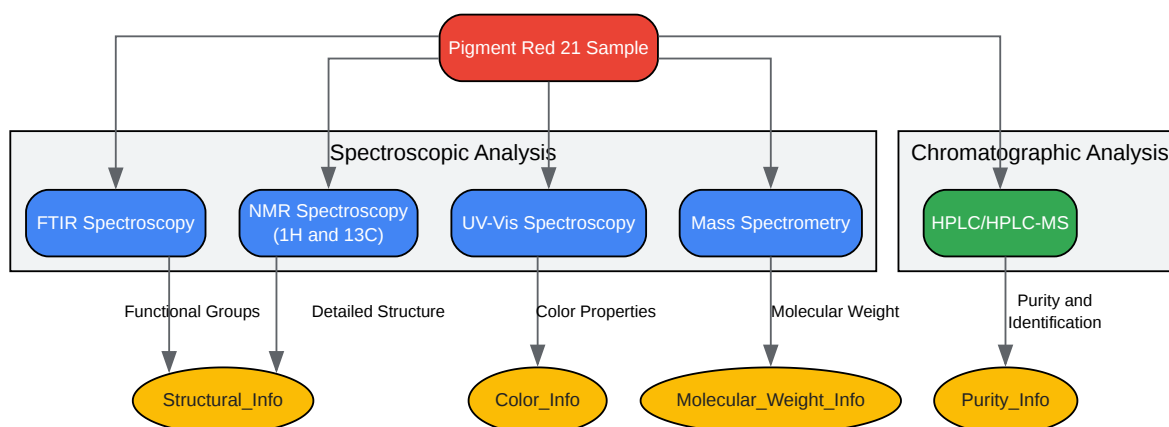 Pigment Red 21 Sample
Spectroscopic Analysis
Chromatographic Analysis
FTIR Spectroscopy
NMR Spectroscopy
(1H and 13C)
UV-Vis Spectroscopy
Mass Spectrometry
HPLC/HPLC-MS
Functional Groups
Detailed Structure
Color Properties
Molecular Weight
Purity and
Identification
Structural_Info
Color_Info
Molecular_Weight_Info
Purity_Info